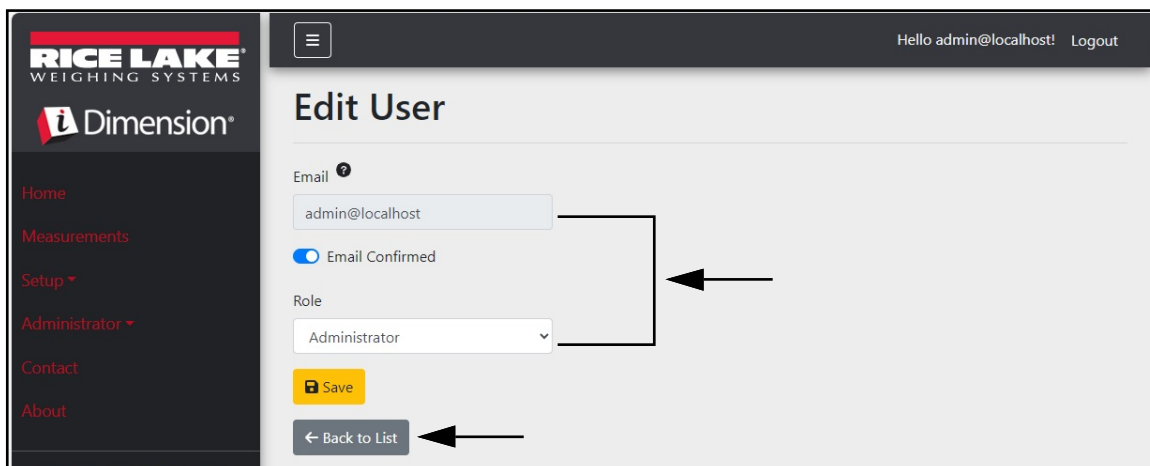 RICE LAKE®
WEIGHING SYSTEMS
i Dimension®
Home
Measurements
Setup
Administrator
Contact
About
Hello admin@localhost! Logout
Edit User
Email ?
admin@localhost
Email Confirmed
Role
Administrator
Save
← Back to List